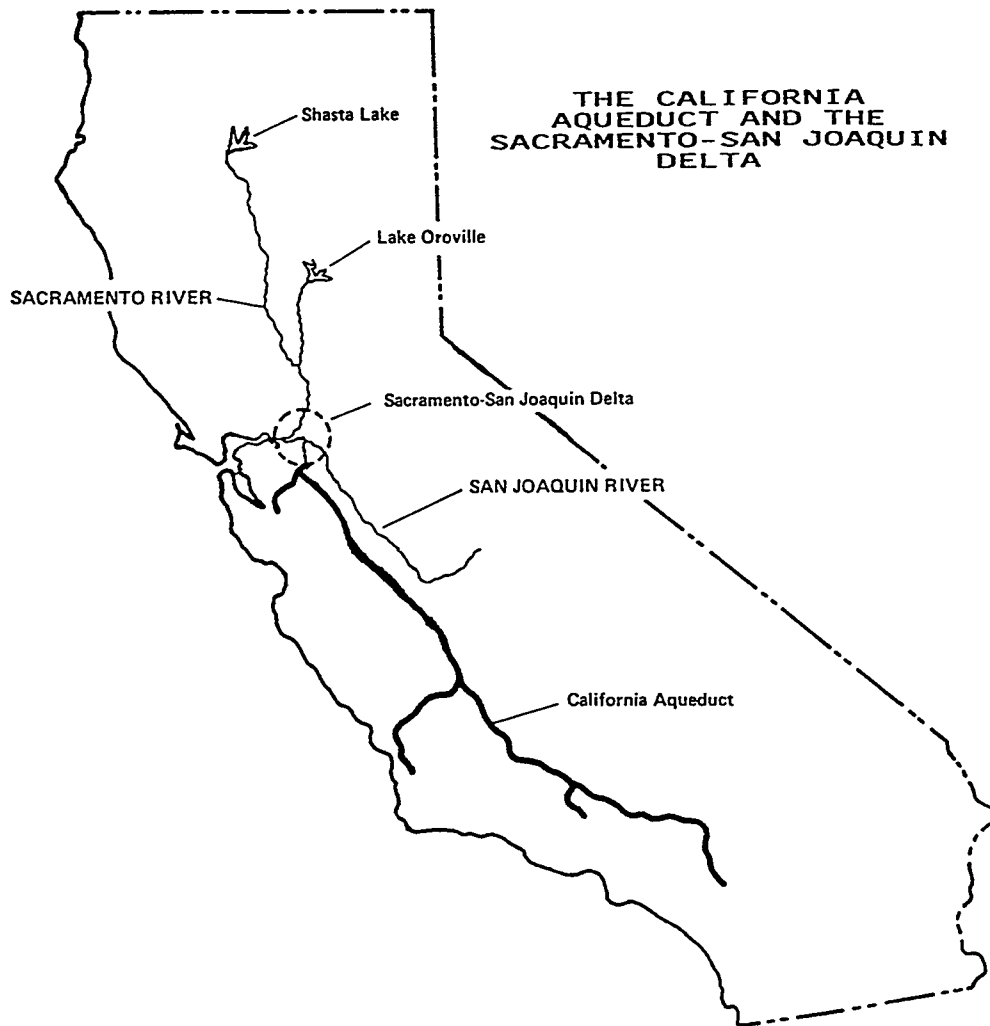 THE CALIFORNIA
AQUEDUCT AND THE
SACRAMENTO-SAN JOAQUIN
DELTA
Shasta Lake
Lake Oroville
SACRAMENTO RIVER
Sacramento-San Joaquin Delta
SAN JOAQUIN RIVER
California Aqueduct